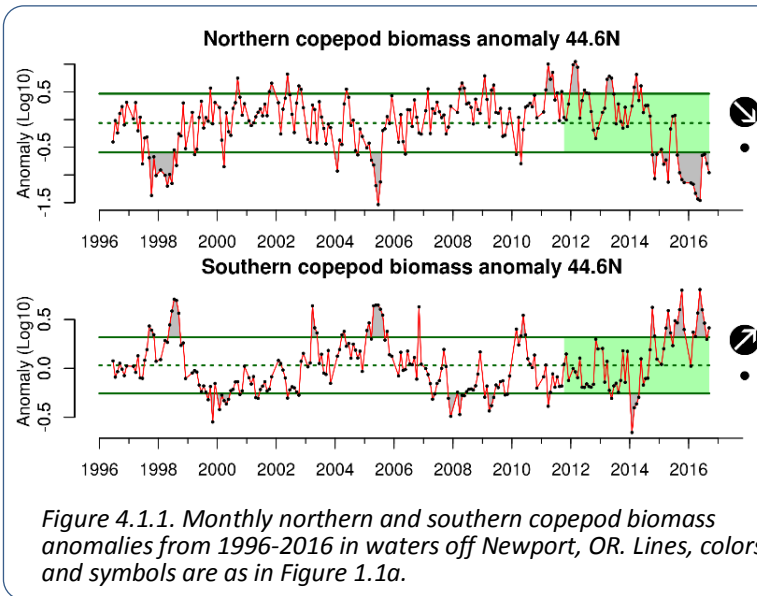 Northern copepod biomass anomaly 44.6N
Anomaly (Log10)
0.5
-0.5
-1.5
1996 1998 2000 2002 2004 2006 2008 2010 2012 2014 2016
Southern copepod biomass anomaly 44.6N
Anomaly (Log10)
0.5
0.0
-0.5
1996 1998 2000 2002 2004 2006 2008 2010 2012 2014 2016
Figure 4.1.1. Monthly northern and southern copepod biomass
anomalies from 1996-2016 in waters off Newport, OR. Lines, colors
and symbols are as in Figure 1.1a.